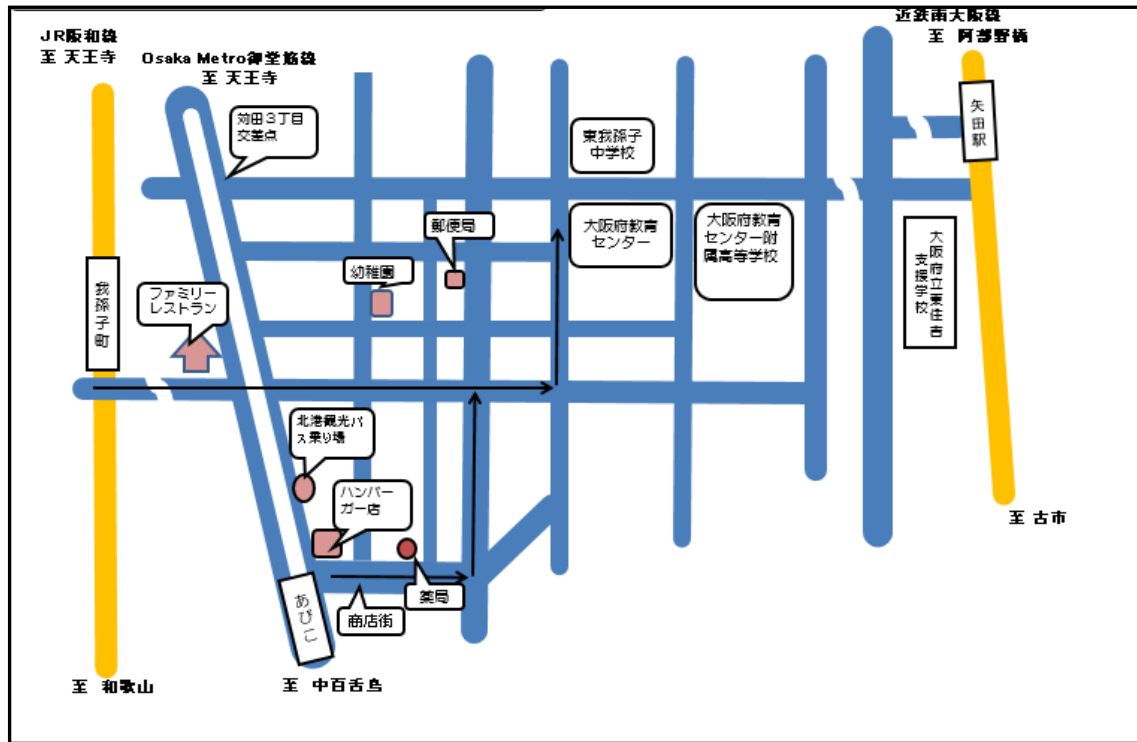 JR阪和線
至 天王寺
Osaka Metro御堂筋線
至 天王寺
近鉄南大阪線
至 阿部野橋
苅田３丁目
交差点
東我孫子
中学校
矢田駅
郵便局
大阪府教育
センター
大阪府教育
センター附
属高等学校
大阪府立東住吉
支援学校
幼稚園
ファミリー
レストラン
我孫子町
北港観光バ
ス乗り場
ハンバー
ガー店
薬局
商店街
あびこ
至 古市
至 和歌山
至 中百舌鳥